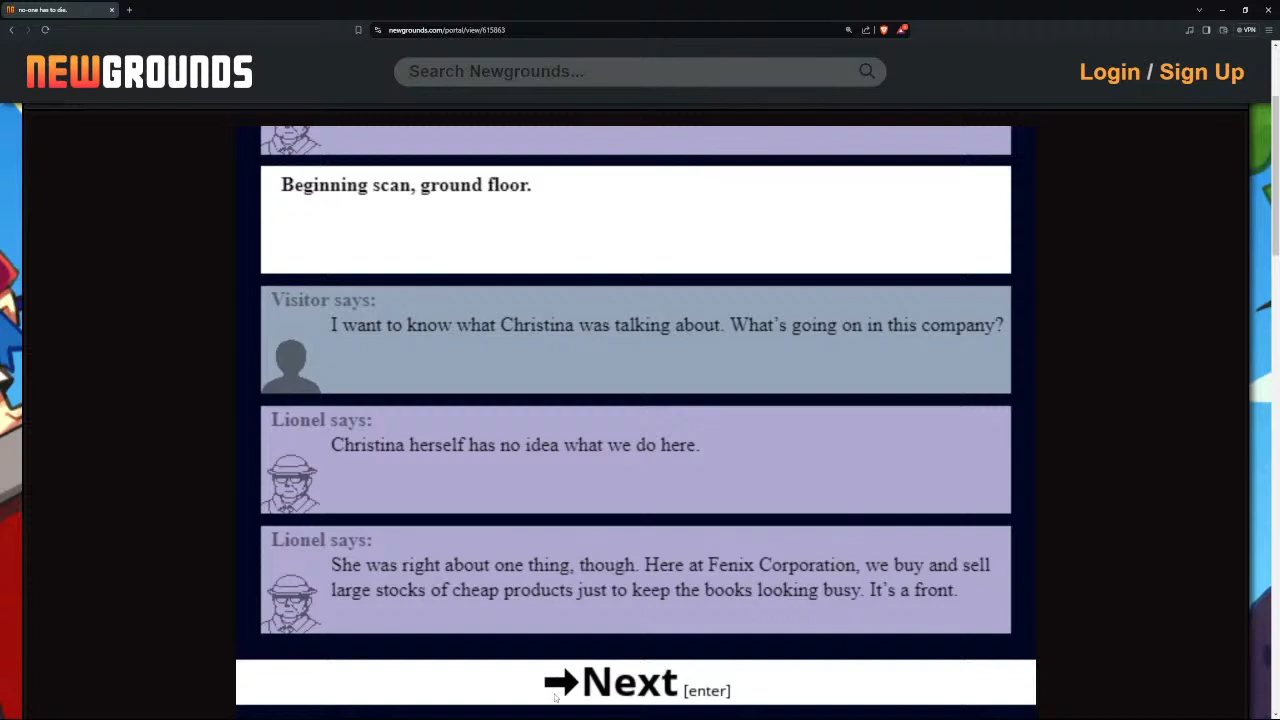 no-one has to die.
newgrounds.com/portal/view/615863
VPN
NEWGROUNDS
Search Newgrounds...
Login / Sign Up
Beginning scan, ground floor.
Visitor says:
I want to know what Christina was talking about. What's going on in this company?
Lionel says:
Christina herself has no idea what we do here.
Lionel says:
She was right about one thing, though. Here at Fenix Corporation, we buy and sell
large stocks of cheap products just to keep the books looking busy. It's a front.
Next [enter]